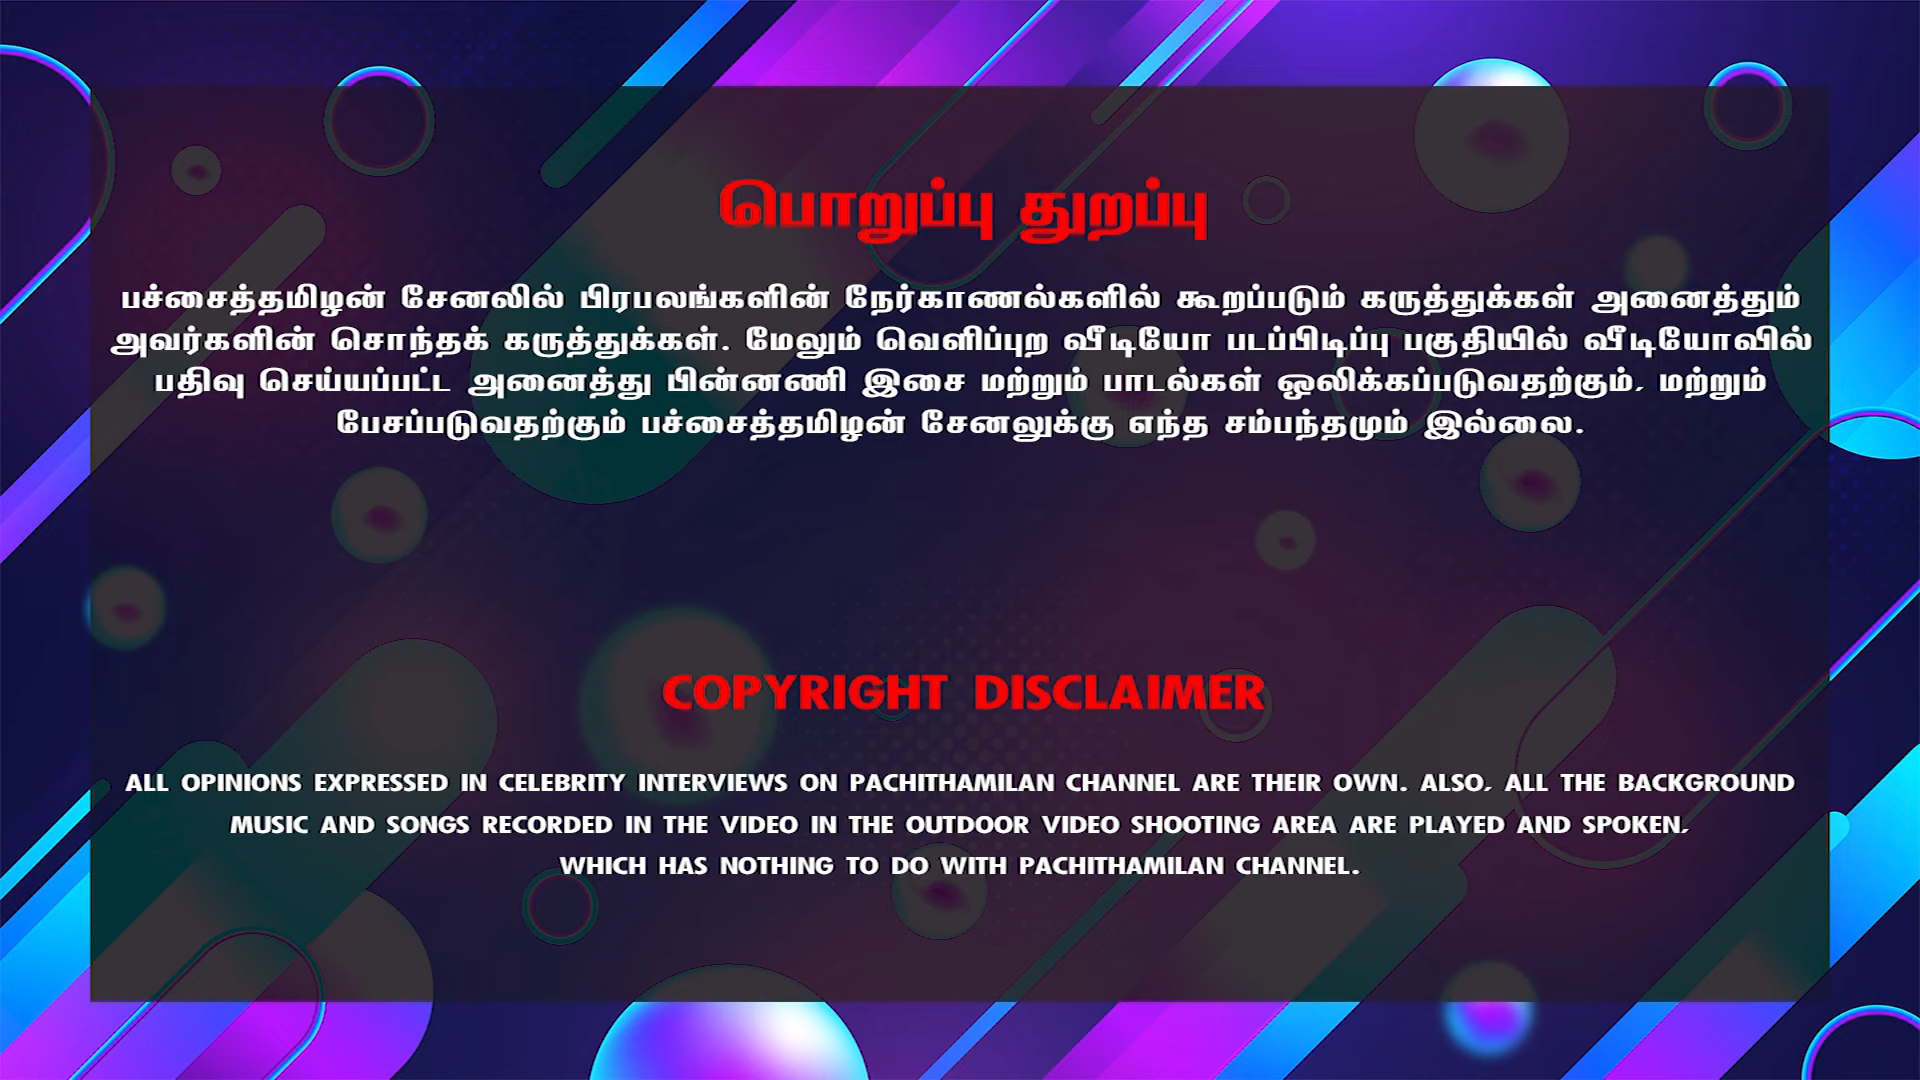 பொறுப்பு துறப்பு
பச்சைத்தமிழன் சேனலில் பிரபலங்களின் நேர்காணல்களில் கூறப்படும் கருத்துக்கள் அனைத்தும்
அவர்களின் சொந்தக் கருத்துக்கள். மேலும் வெளிப்புற வீடியோ படப்பிடிப்பு பகுதியில் வீடியோவில்
பதிவு செய்யப்பட்ட அனைத்து பின்னணி இசை மற்றும் பாடல்கள் ஒலிக்கப்படுவதற்கும், மற்றும்
பேசப்படுவதற்கும் பச்சைத்தமிழன் சேனலுக்கு எந்த சம்பந்தமும் இல்லை.
COPYRIGHT DISCLAIMER
ALL OPINIONS EXPRESSED IN CELEBRITY INTERVIEWS ON PACHITHAMILAN CHANNEL ARE THEIR OWN. ALSO, ALL THE BACKGROUND
MUSIC AND SONGS RECORDED IN THE VIDEO IN THE OUTDOOR VIDEO SHOOTING AREA ARE PLAYED AND SPOKEN,
WHICH HAS NOTHING TO DO WITH PACHITHAMILAN CHANNEL.